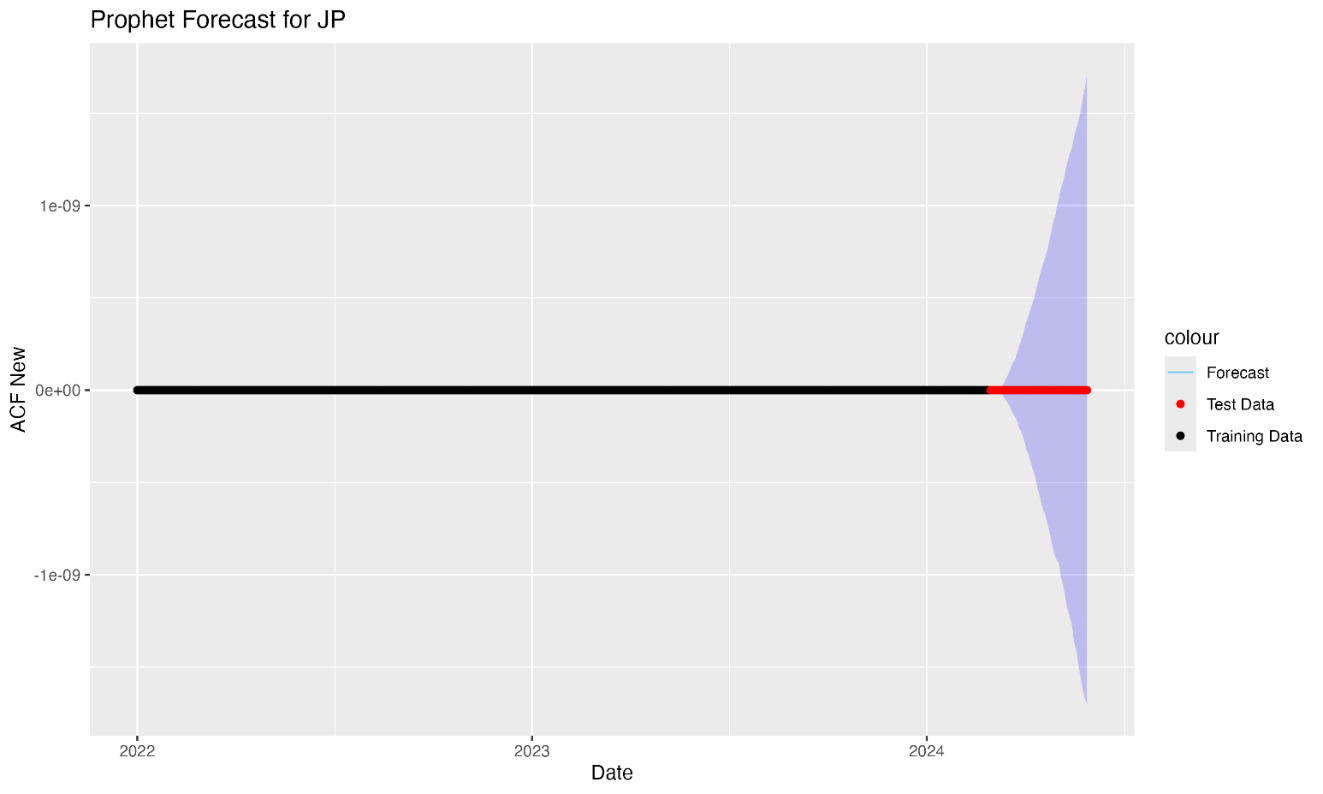 Prophet Forecast for JP
ACF New
1e-09
0e+00
-1e-09
2022
2023
2024
Date
colour
Forecast
Test Data
Training Data